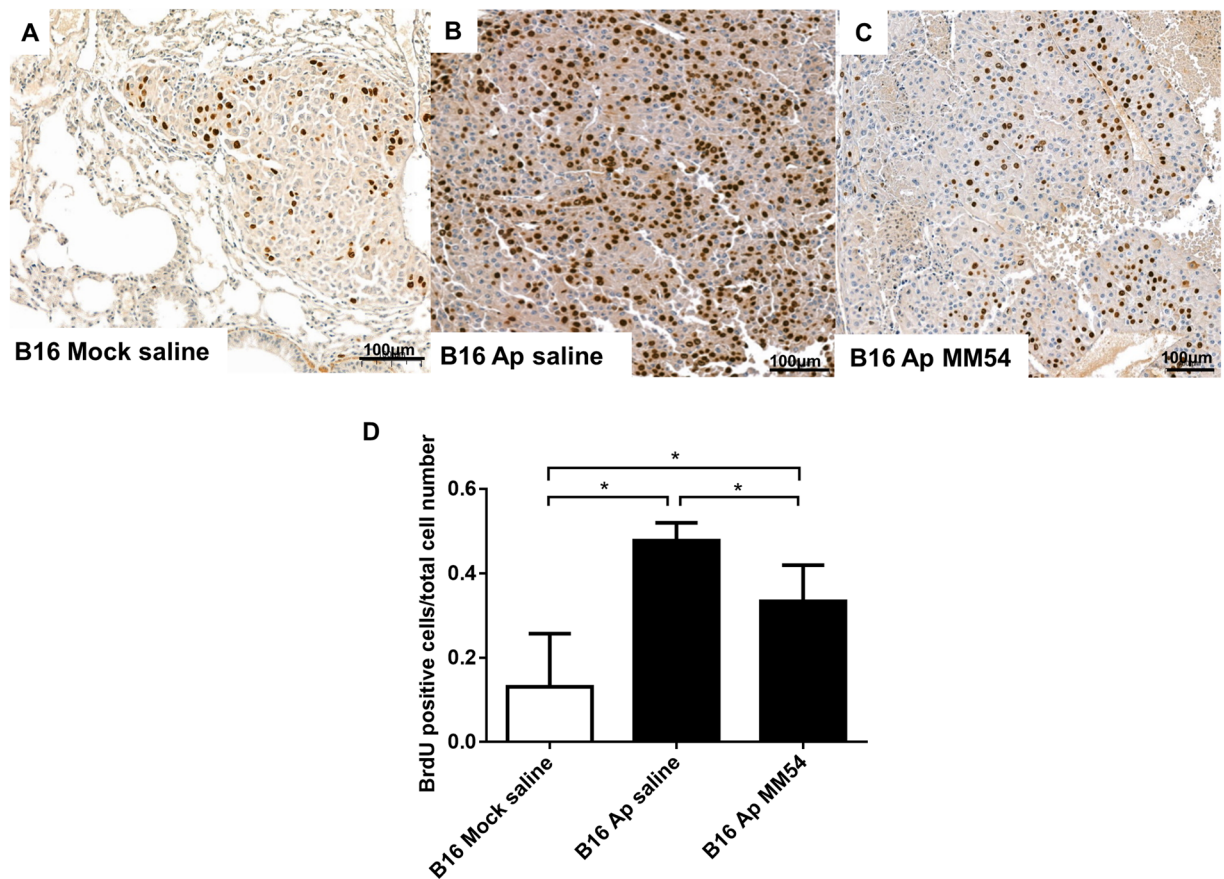 A
B
C
B16 Mock saline
100μm
B16 Ap saline
100μm
B16 Ap MM54
100μm
D
BrdU positive cells/total cell number
*
*
*
0.6
0.4
0.2
0.0
B16 Mock saline
B16 Ap saline
B16 Ap MM54